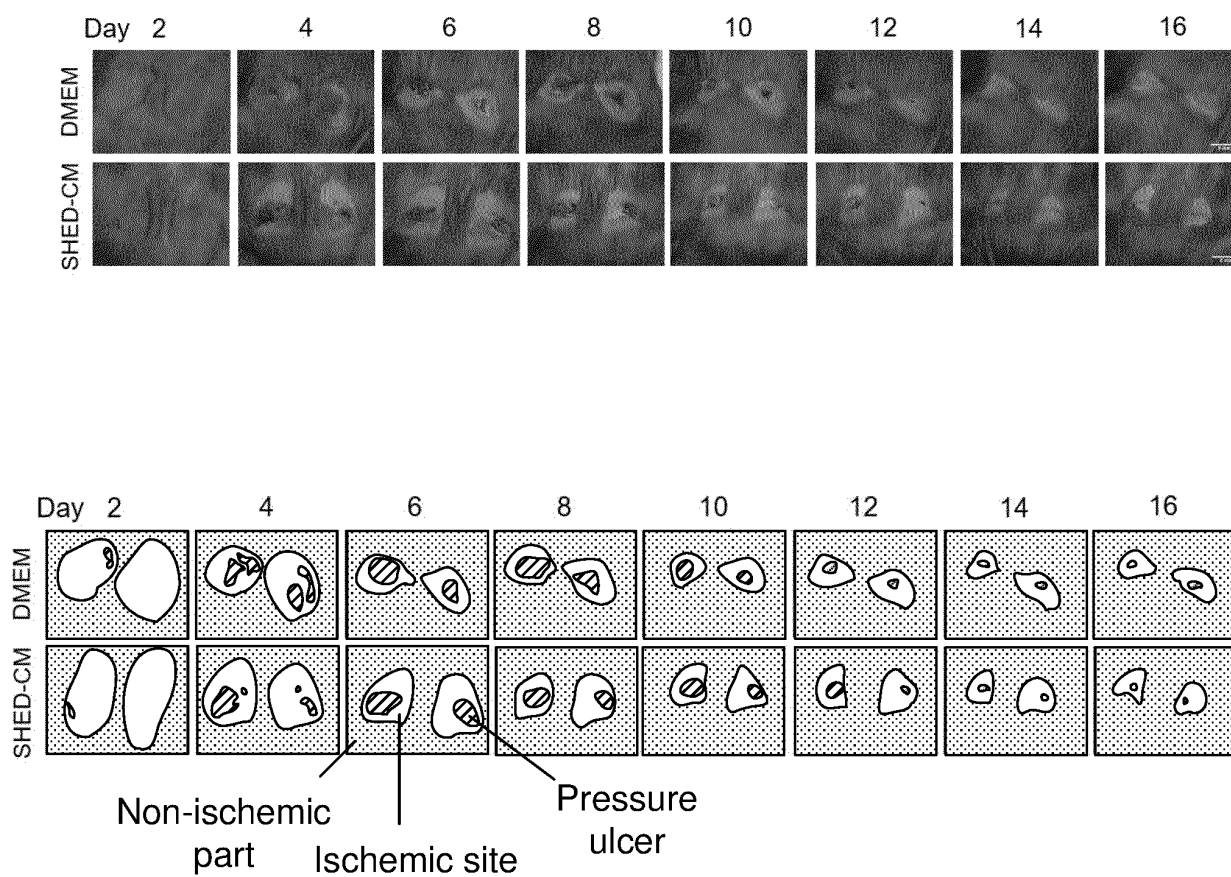 Day 2 4 6 8 10 12 14 16
DMEM
SHED-CM
Day 2 4 6 8 10 12 14 16
DMEM
SHED-CM
Non-ischemic
part
Ischemic site
Pressure
ulcer